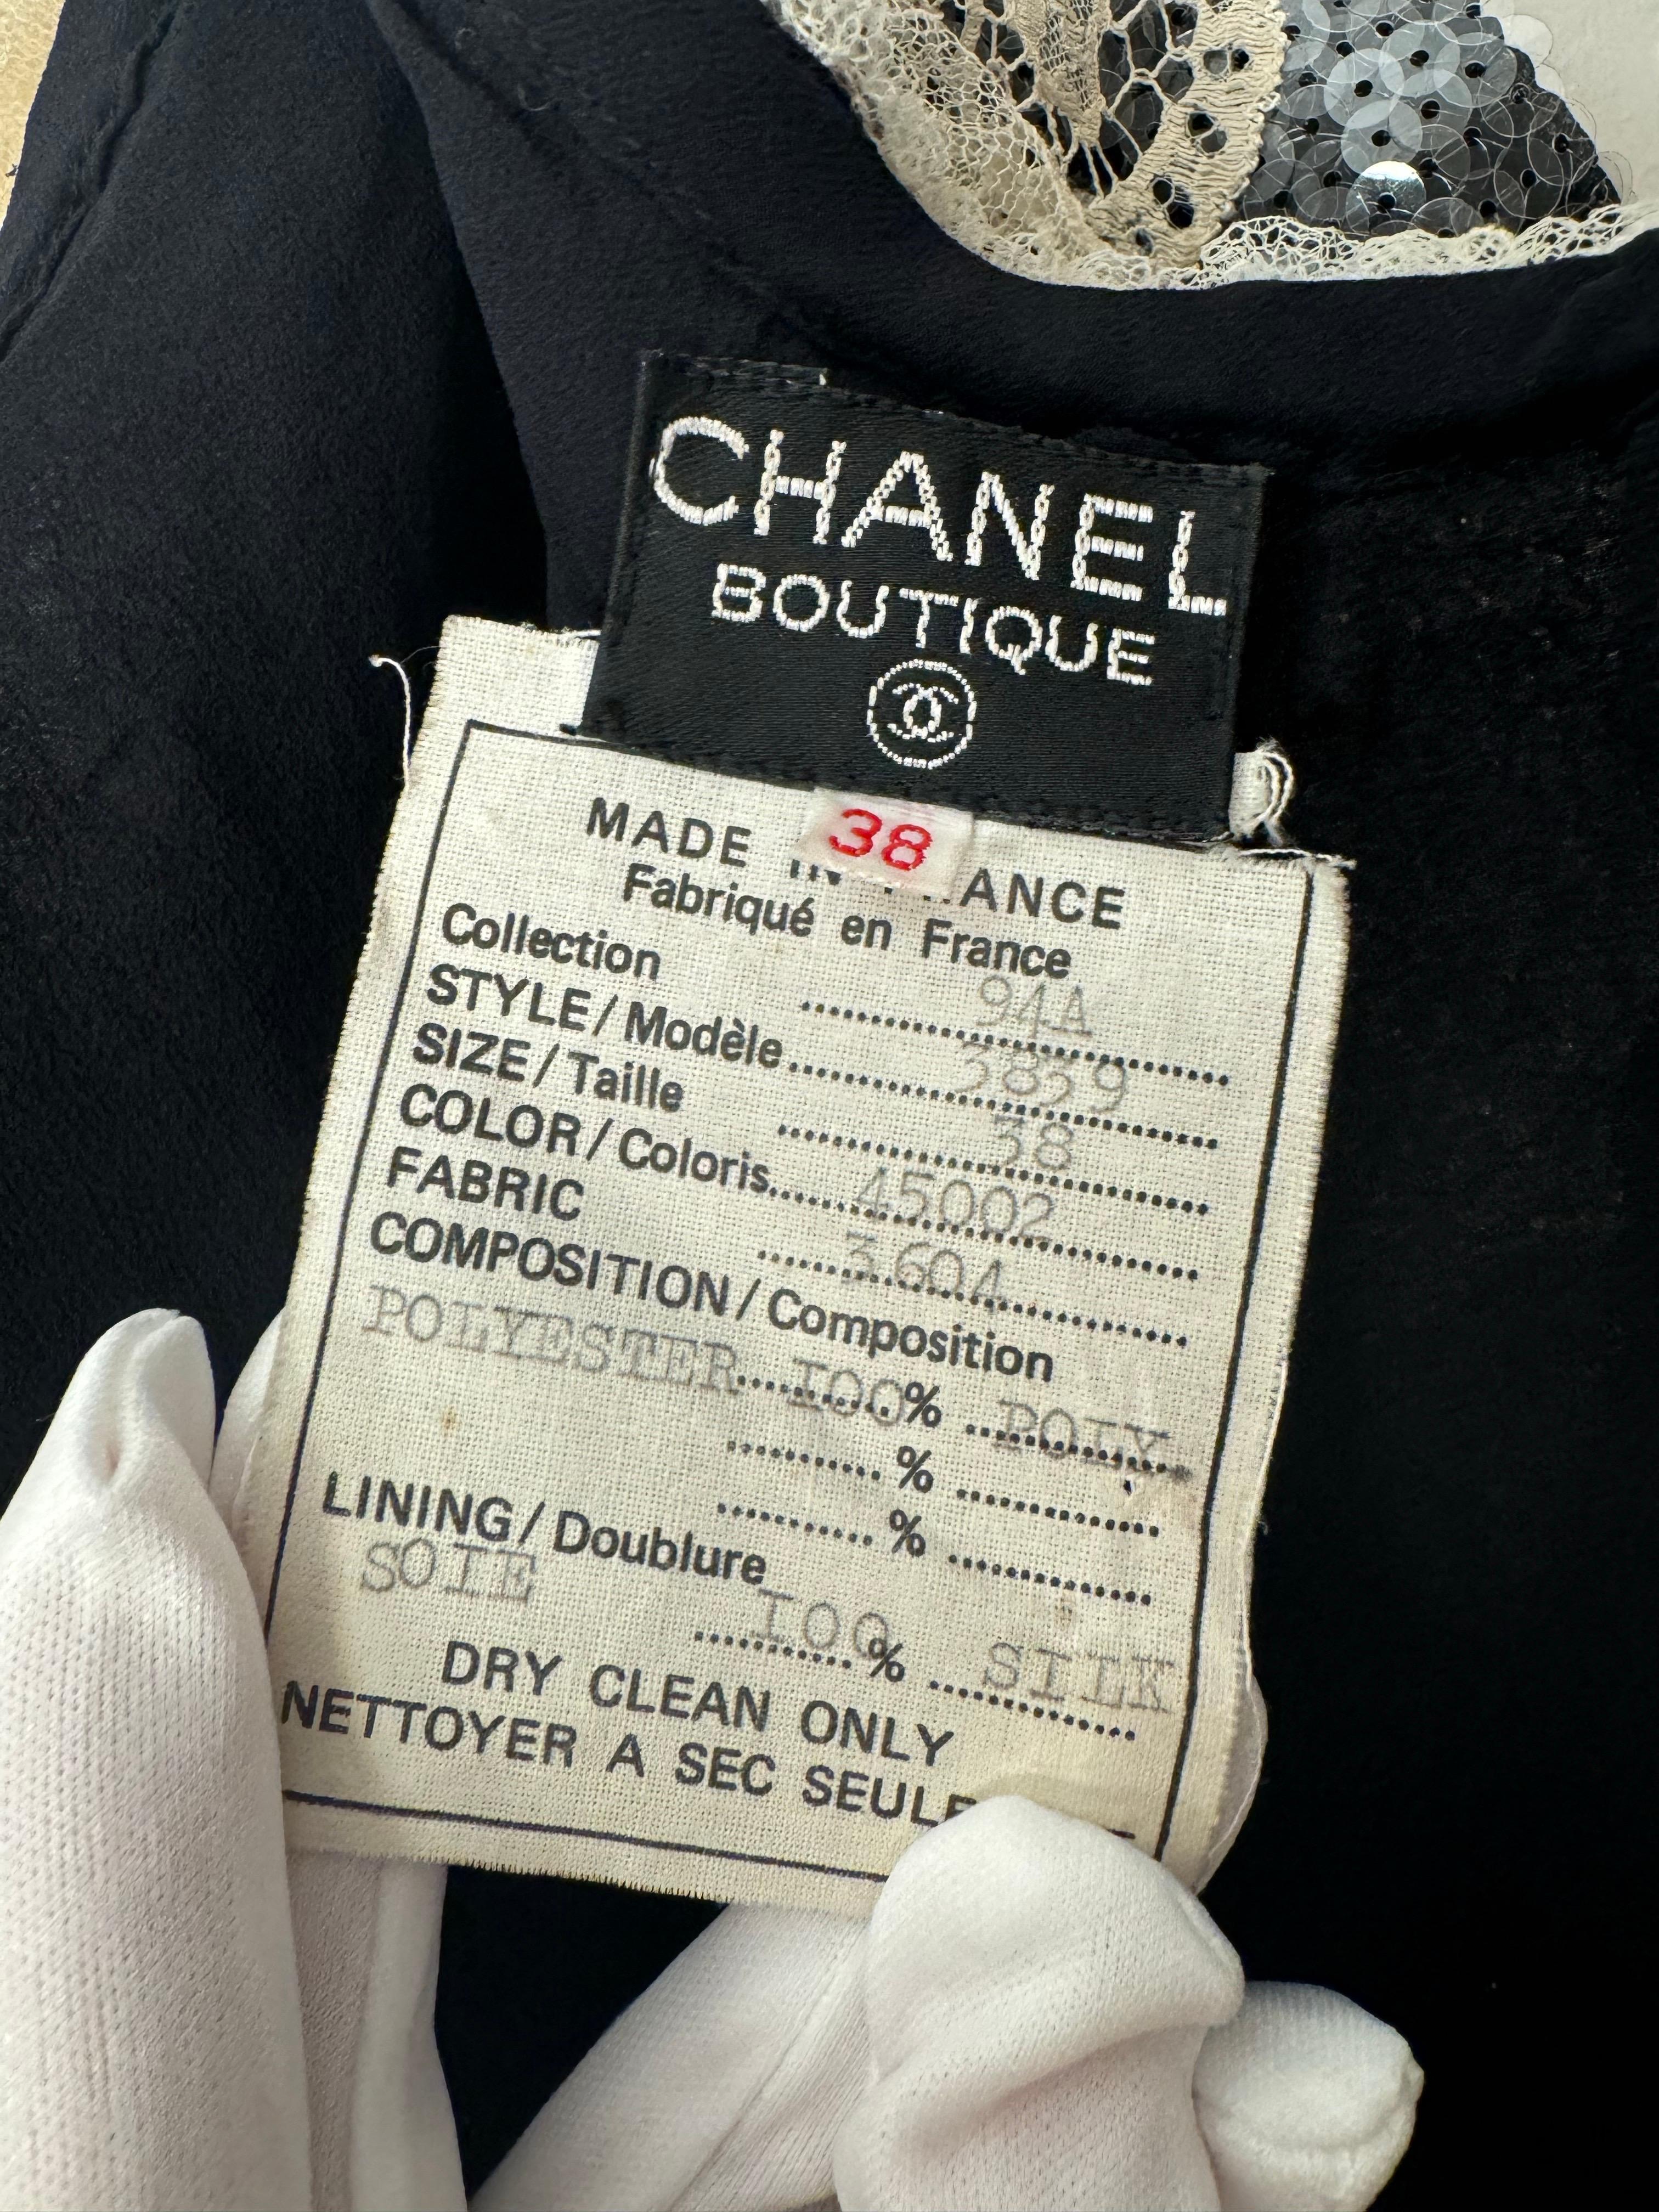 CHANEL
BOUTIQUE
38
MADE IN FRANCE
Fabriqué en France
Collection ........ 94A
STYLE/Modèle ........ 3829
SIZE/Taille ........ 38
COLOR/Coloris ........ 45002
FABRIC ........ 3604
COMPOSITION/Composition
POLYESTER ........ 100% ........ POLY.
........ % ........
........ % ........
LINING/Doublure
SOIE ........ 100% ........ SILK
DRY CLEAN ONLY
NETTOYER A SEC SEULE